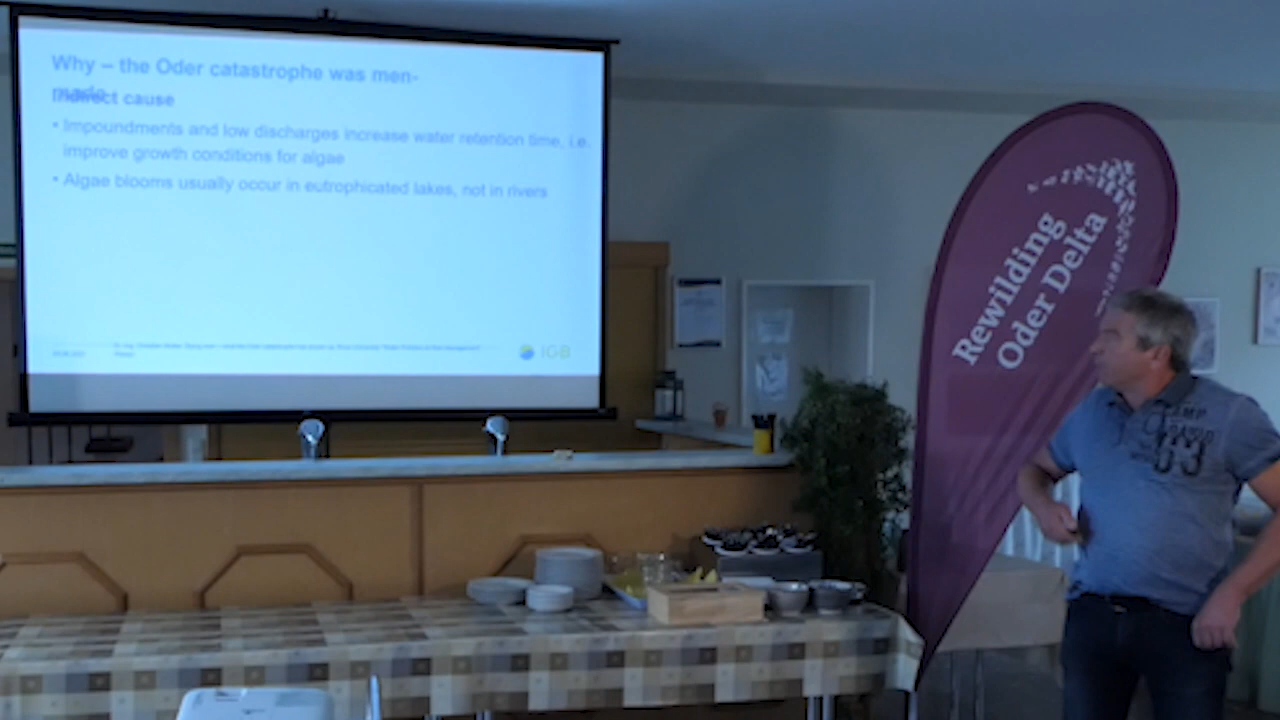 Why – the Oder catastrophe was men-
made
Indirect cause
• Impoundments and low discharges increase water retention time, i.e.
improve growth conditions for algae
• Algae blooms usually occur in eutrophicated lakes, not in rivers
IGB
Rewilding
Oder Delta
CAMP
DAVID